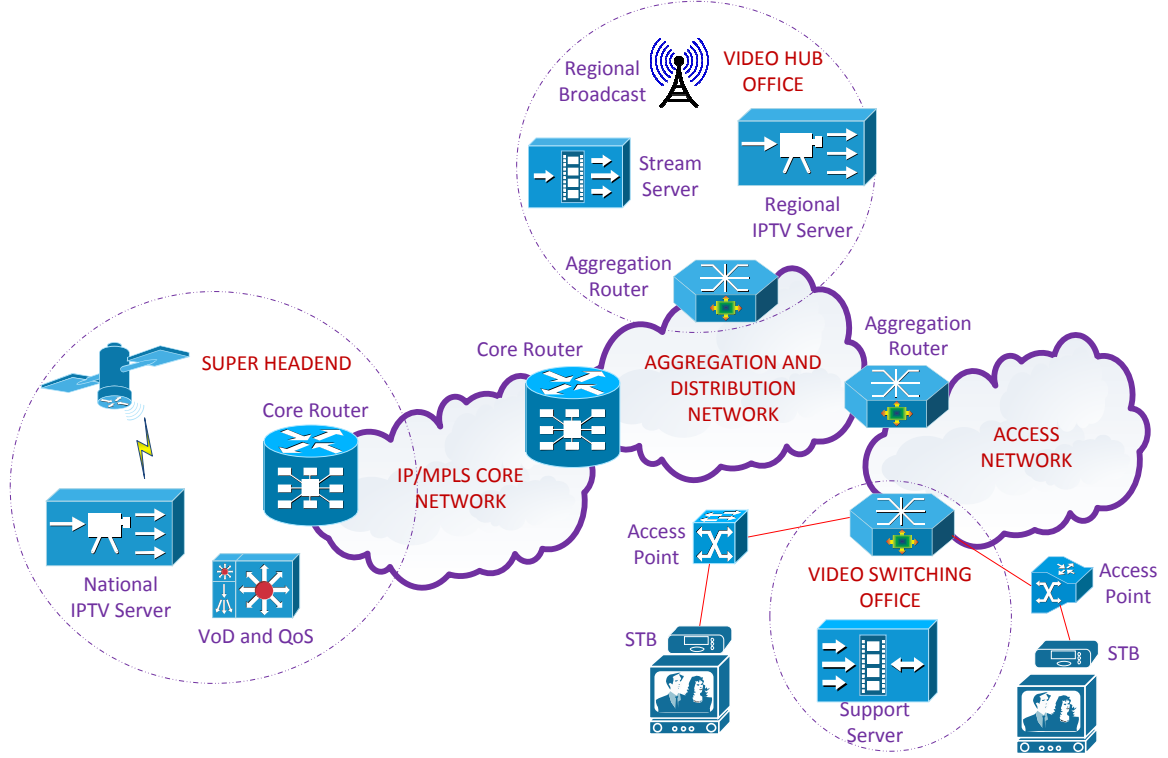 Regional
Broadcast
VIDEO HUB
OFFICE
Stream
Server
Regional
IPTV Server
Aggregation
Router
SUPER HEADEND
Core Router
Core Router
AGGREGATION AND
DISTRIBUTION
NETWORK
Aggregation
Router
ACCESS
NETWORK
IP/MPLS CORE
NETWORK
National
IPTV Server
VoD and QoS
Access
Point
VIDEO SWITCHING
OFFICE
Access
Point
STB
STB
Support
Server